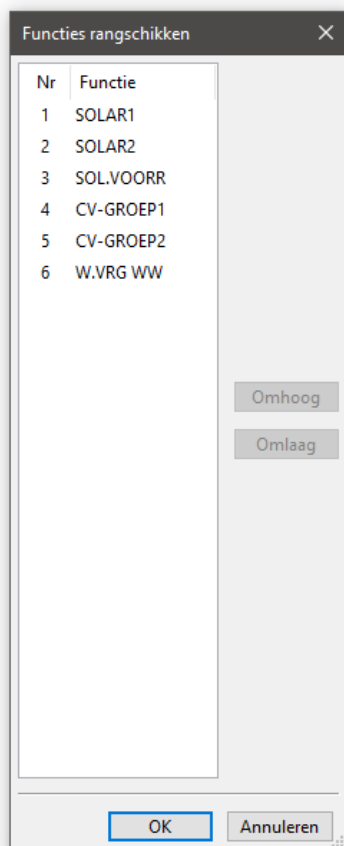 Functies rangschikken
Nr Functie
1 SOLAR1
2 SOLAR2
3 SOL.VOORR
4 CV-GROEP1
5 CV-GROEP2
6 W.VRG WW
Omhoog
Omlaag
OK Annuleren